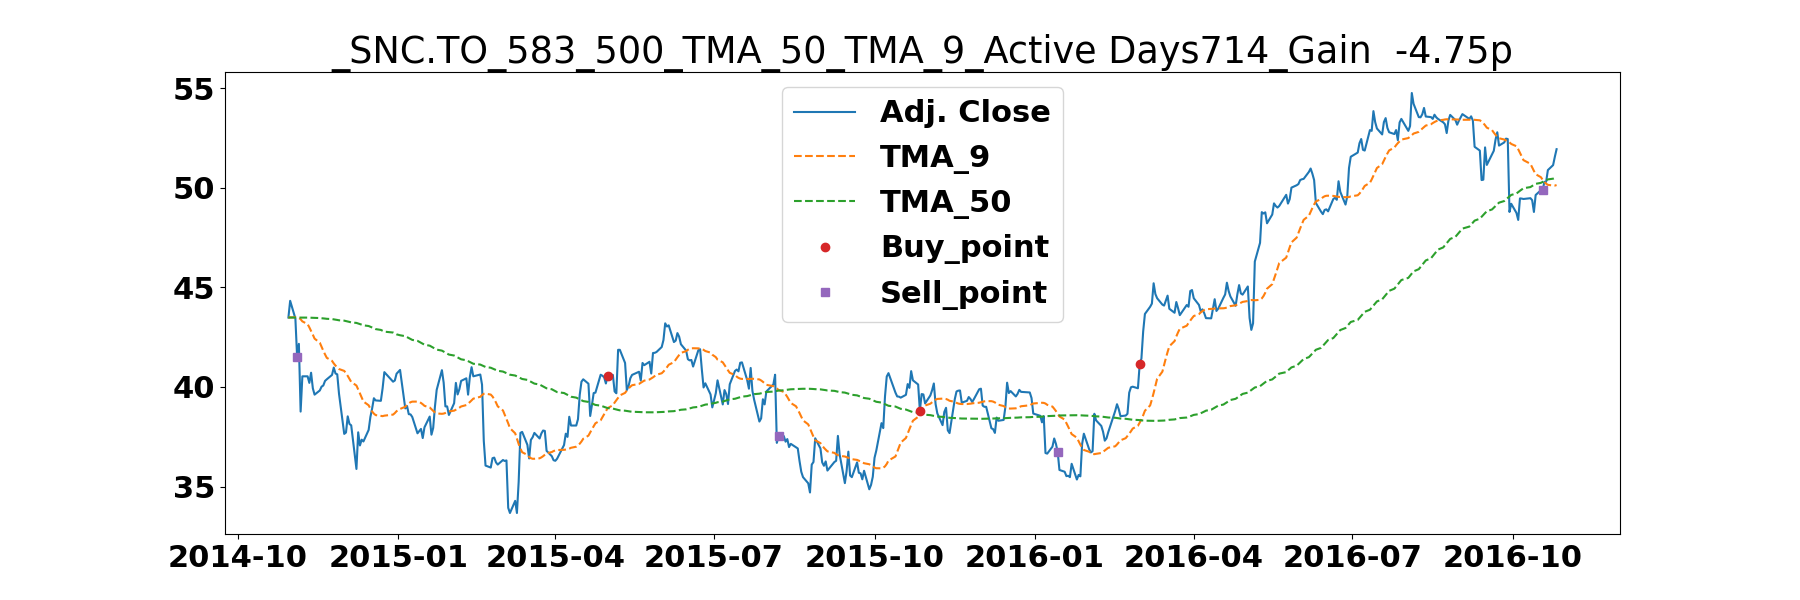 _SNC.TO_583_500_TMA_50_TMA_9_Active Days714_Gain  -4.75p
55
50
45
40
35
Adj. Close
TMA_9
TMA_50
Buy_point
Sell_point
2014-10 2015-01 2015-04 2015-07 2015-10 2016-01 2016-04 2016-07 2016-10